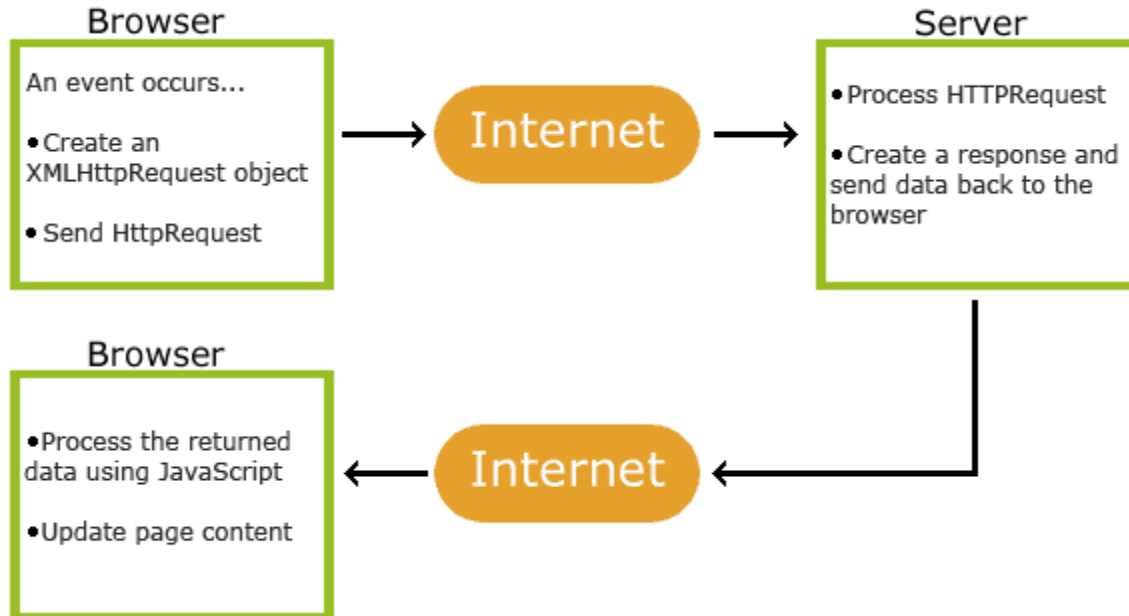 Browser
An event occurs...
•Create an
XMLHttpRequest object
•Send HttpRequest
Internet
Server
•Process HTTPRequest
•Create a response and
send data back to the
browser
Browser
•Process the returned
data using JavaScript
•Update page content
Internet